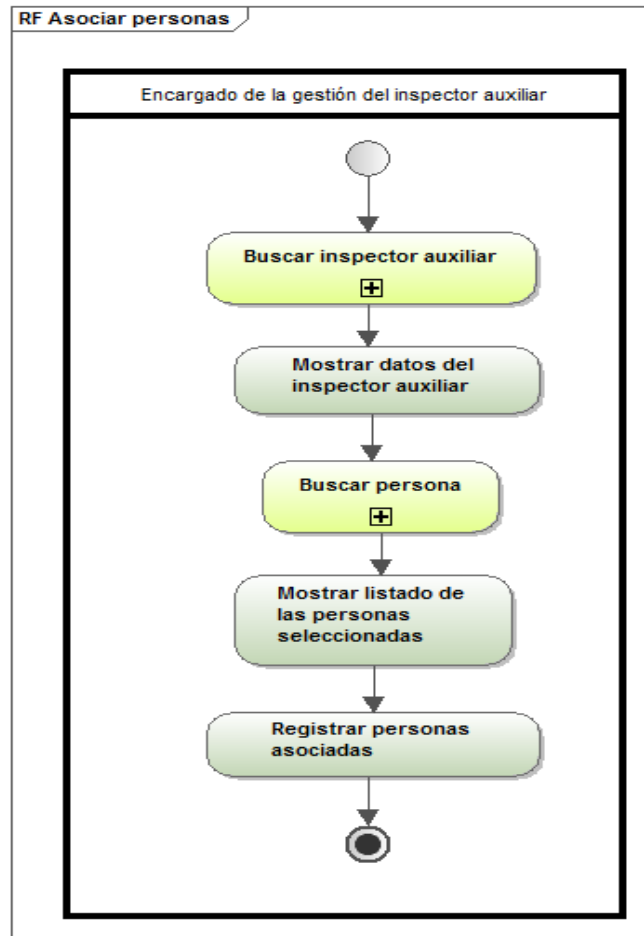 RF Asociar personas
Encargado de la gestión del inspector auxiliar
Buscar inspector auxiliar
Mostrar datos del
inspector auxiliar
Buscar persona
Mostrar listado de
las personas
seleccionadas
Registrar personas
asociadas